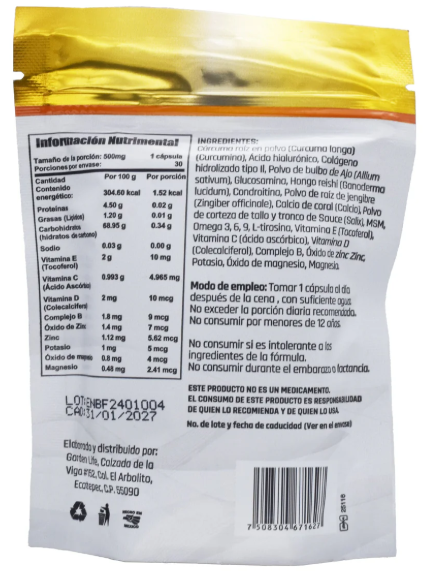 Información Nutrimental
Tamaño de la porción: 500mg 1 cápsula
Porciones por envase: 30
Cantidad Por 100 g Por porción
Contenido
energético: 304.60 kcal 1.52 kcal
Proteínas 4.50 g 0.02 g
Grasas (Lípidos) 1.20 g 0.01 g
Carbohidratos 68.95 g 0.34 g
(hidratos de carbono)
Sodio 0.03 g 0.00 g
Vitamina E 2 g 10 mg
(Tocoferol)
Vitamina C 0.993 g 4.965 mg
(Ácido Ascórbico)
Vitamina D 2 mg 10 mcg
(Colecalciferol)
Complejo B 1.8 mg 9 mcg
Óxido de Zinc 1.4 mg 7 mcg
Zinc 1.12 mg 5.62 mcg
Potasio 1 mg 5 mcg
Óxido de magnesio 0.8 mg 4 mcg
Magnesio 0.48 mg 2.41 mcg
LOT:ENBF2401004
CAD:31/01/2027
Elaborado y distribuido por:
Garden Life, Calzada de la
Viga #152, Col. El Arbolito,
Ecatepec, C.P. 55090
INGREDIENTES:
Cúrcuma raíz en polvo (Curcuma longa)
(Curcumino), Ácido hialurónico, Colágeno
hidrolizado tipo II, Polvo de bulbo de Ajo (Allium
sativum), Glucosamina, Hongo reishi (Ganoderma
lucidum), Condroitina, Polvo de raíz de jengibre
(Zingiber officinale), Calcio de coral (Calcio), Polvo
de corteza de tallo y tronco de Sauce (Salix), MSM,
Omega 3, 6, 9, L-tirosina, Vitamina E (Tocoferol),
Vitamina C (ácido ascórbico), Vitamina D
(Colecalciferol), Complejo B, Óxido de zinc Zinc,
Potasio, Óxido de magnesio, Magnesio.
Modo de empleo: Tomar 1 cápsula al día
después de la cena , con suficiente agua.
No exceder la porción diaria recomendada.
No consumir por menores de 12 años
No consumir si es intolerante a los
ingredientes de la fórmula.
No consumir durante el embarazo o lactancia.
ESTE PRODUCTO NO ES UN MEDICAMENTO.
EL CONSUMO DE ESTE PRODUCTO ES RESPONSABILIDAD
DE QUIEN LO RECOMIENDA Y DE QUIEN LO USA.
No. de lote y fecha de caducidad (Ver en el envase)
7 508304 671627
25116